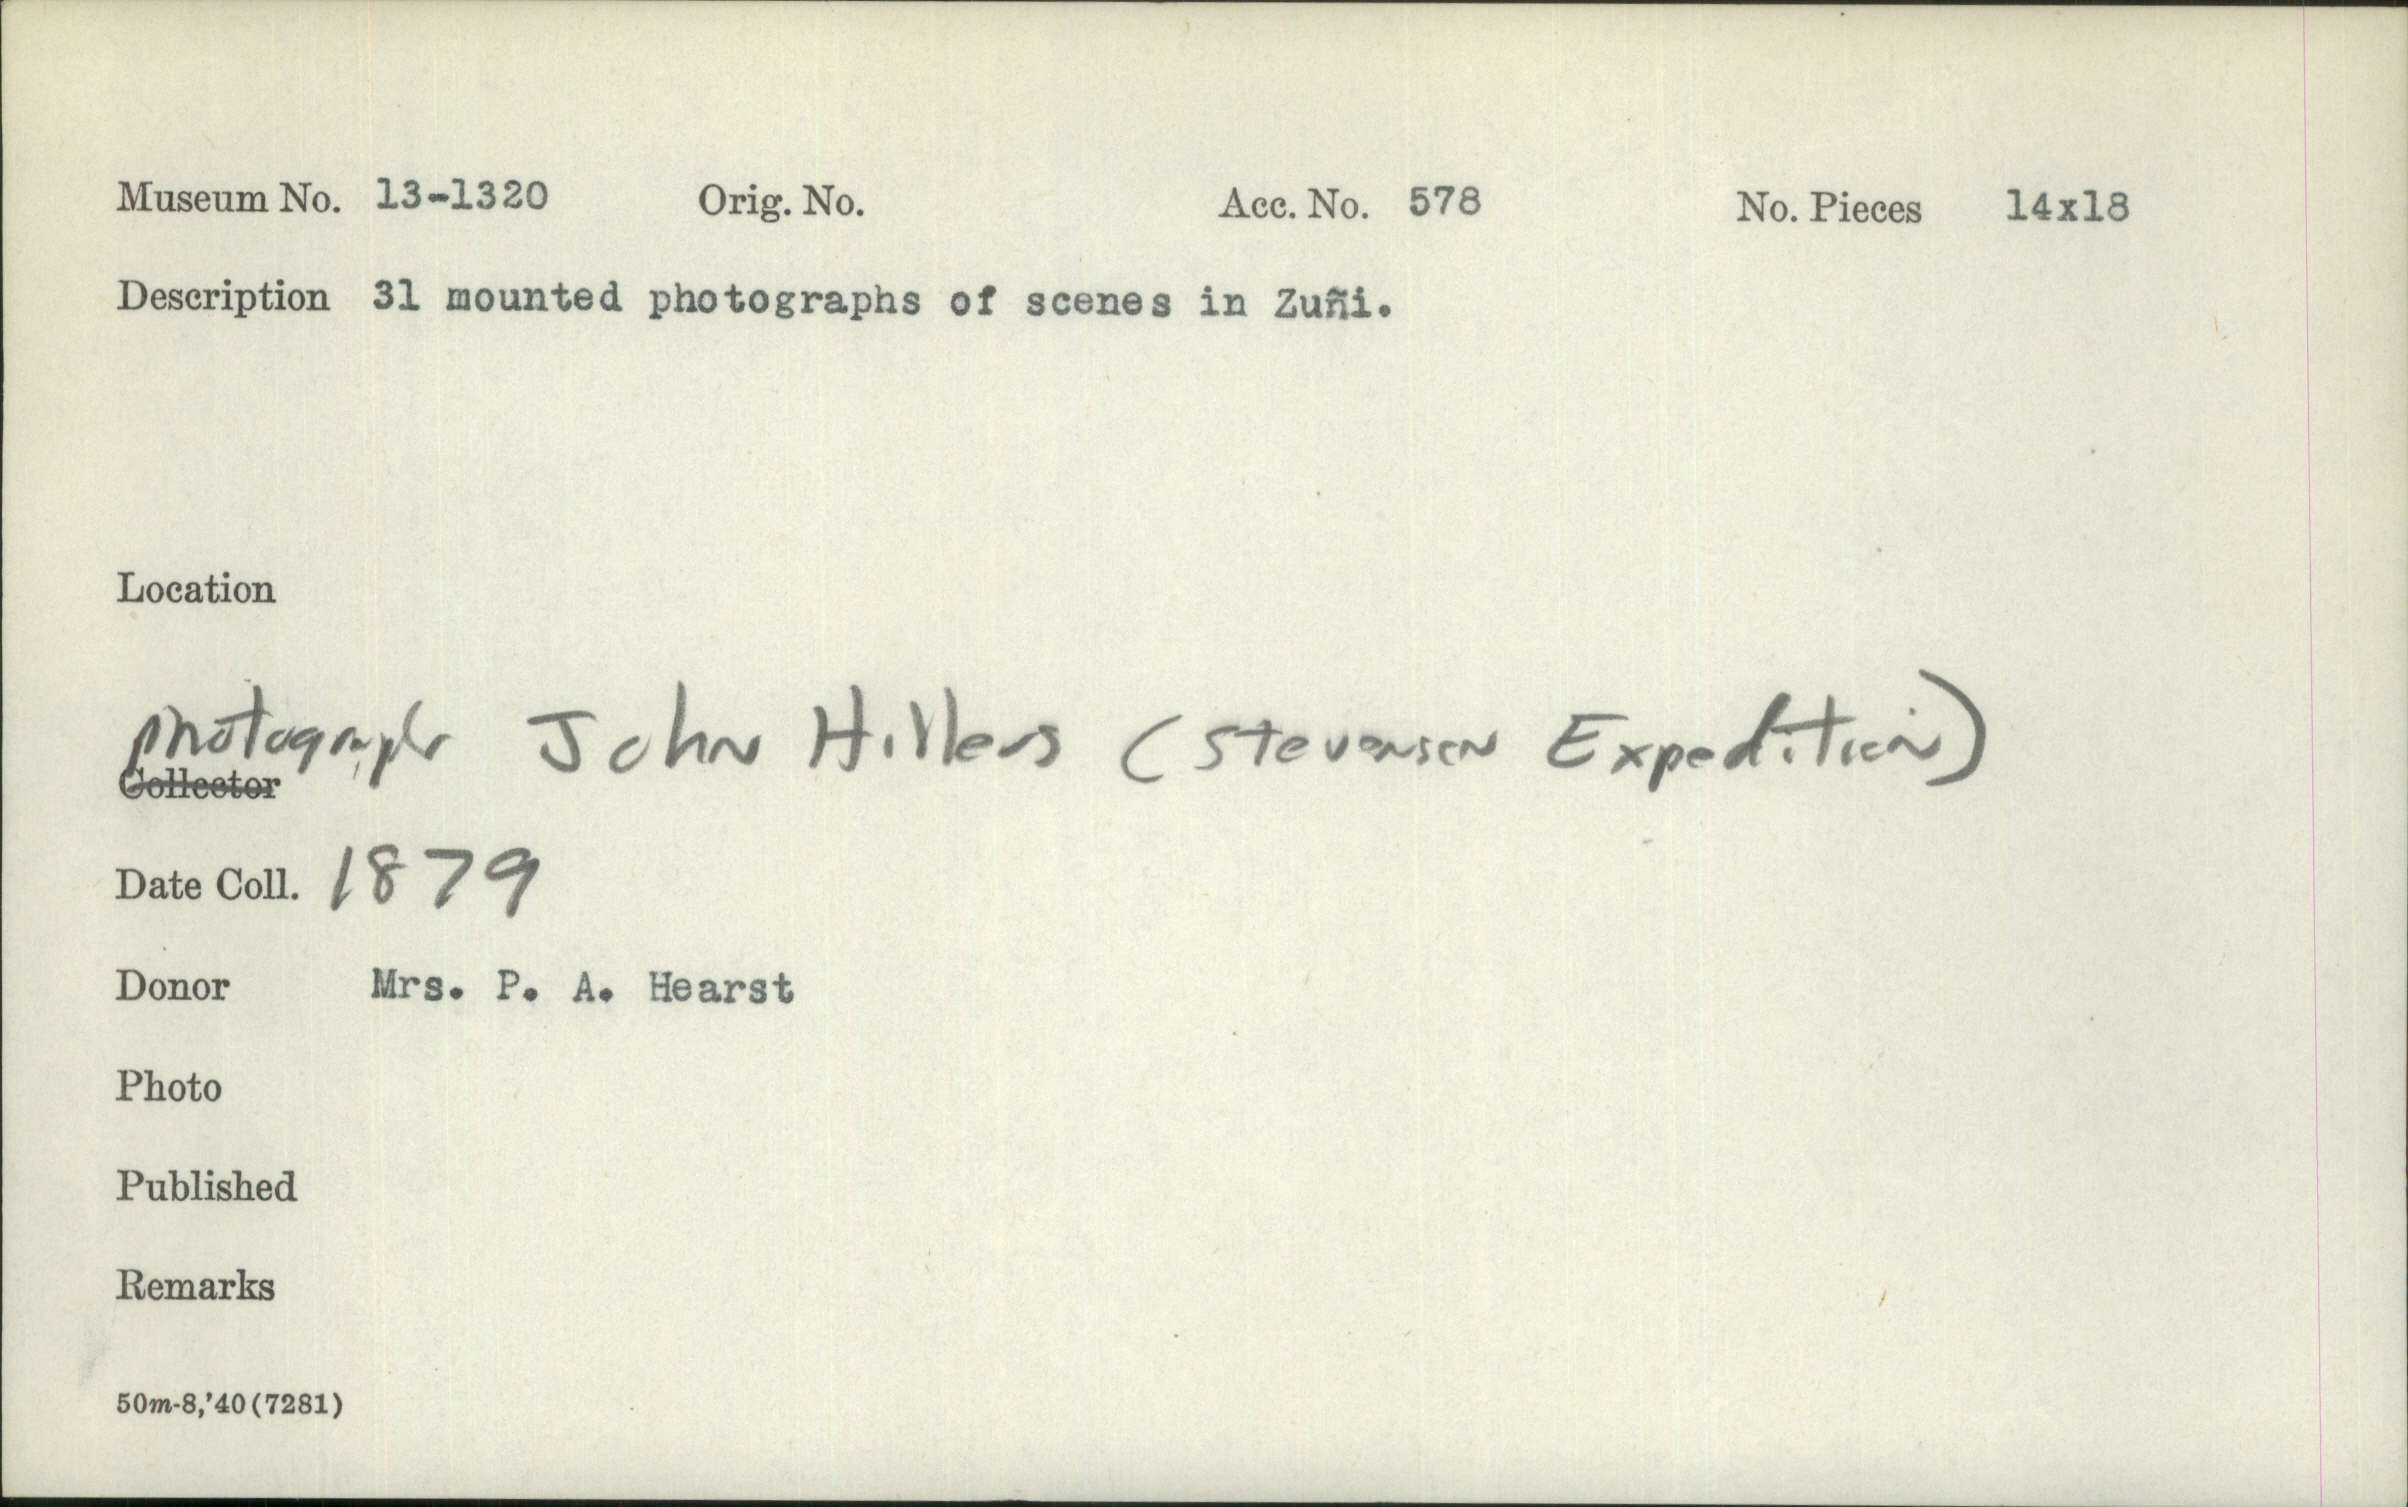 Museum No. 13-1320 Orig. No. Acc. No. 578 No. Pieces 14x18
Description 31 mounted photographs of scenes in Zuñi.
Location
photographr John Hillers (Stevenson Expedition)
Collector
Date Coll. 1879
Donor Mrs. P. A. Hearst
Photo
Published
Remarks
50m-8,'40(7281)